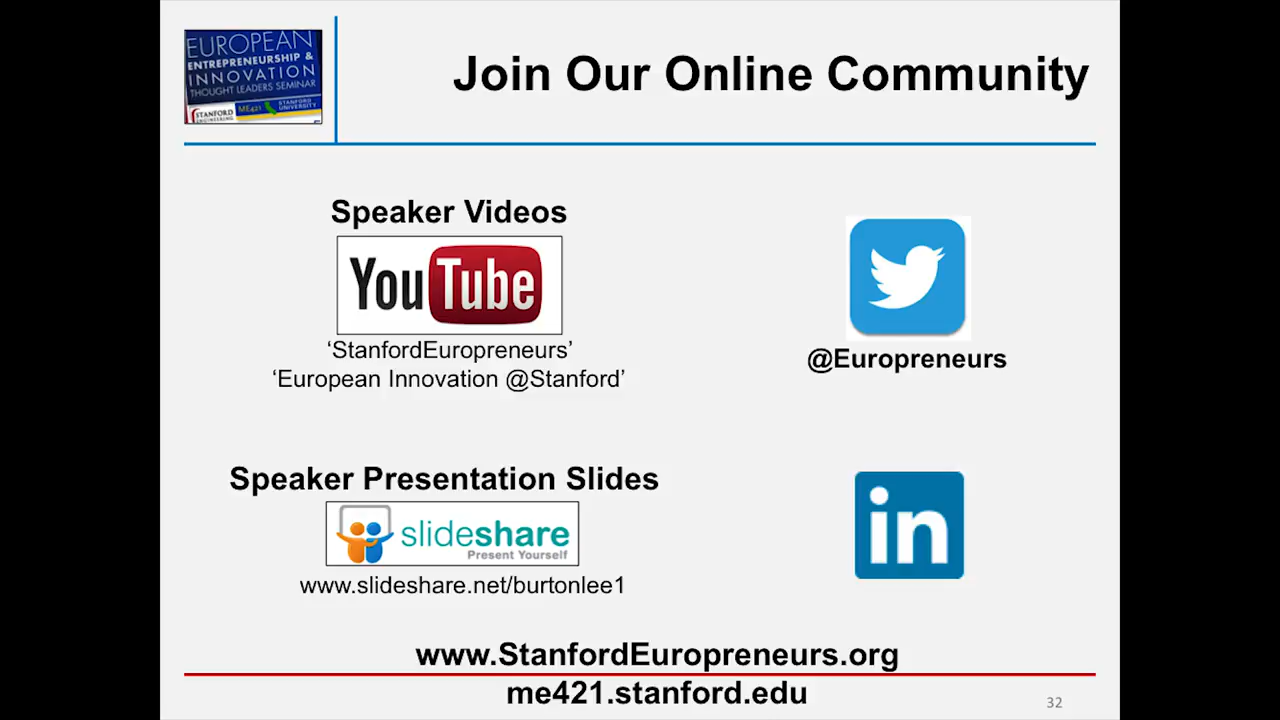 EUROPEAN
ENTREPRENEURSHIP &
INNOVATION
THOUGHT LEADERS SEMINAR
STANFORD
ENGINEERING
ME421
STANFORD
UNIVERSITY
Join Our Online Community
Speaker Videos
YouTube
‘StanfordEuropreneurs’
‘European Innovation @Stanford’
@Europreneurs
Speaker Presentation Slides
slideshare
Present Yourself
www.slideshare.net/burtonlee1
in
www.StanfordEuropreneurs.org
me421.stanford.edu
32